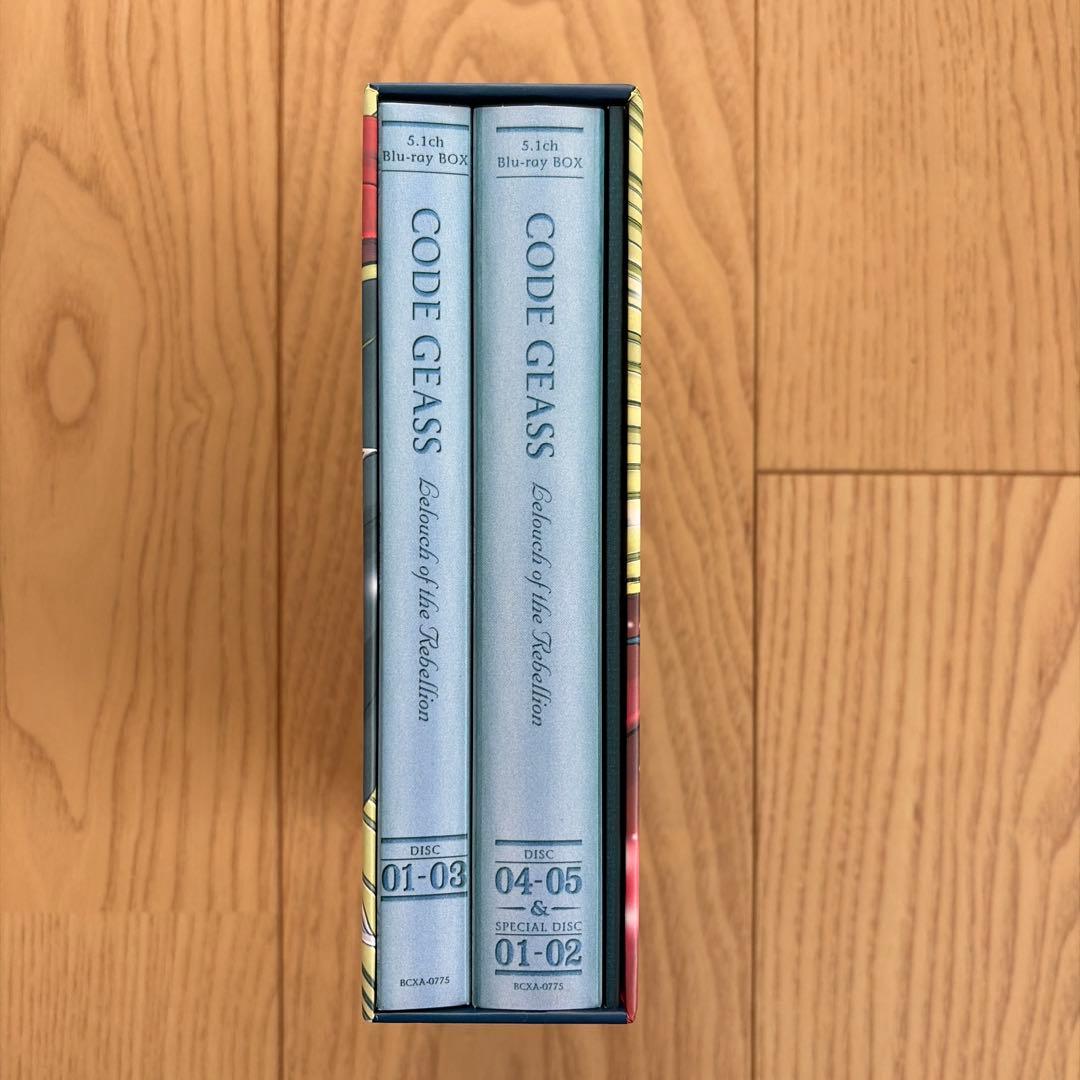 5.1ch
Blu-ray BOX
CODE GEASS Lelouch of the Rebellion
DISC
01-03
BCXA-0775
5.1ch
Blu-ray BOX
CODE GEASS Lelouch of the Rebellion
DISC
04-05
&
SPECIAL DISC
01-02
BCXA-0775